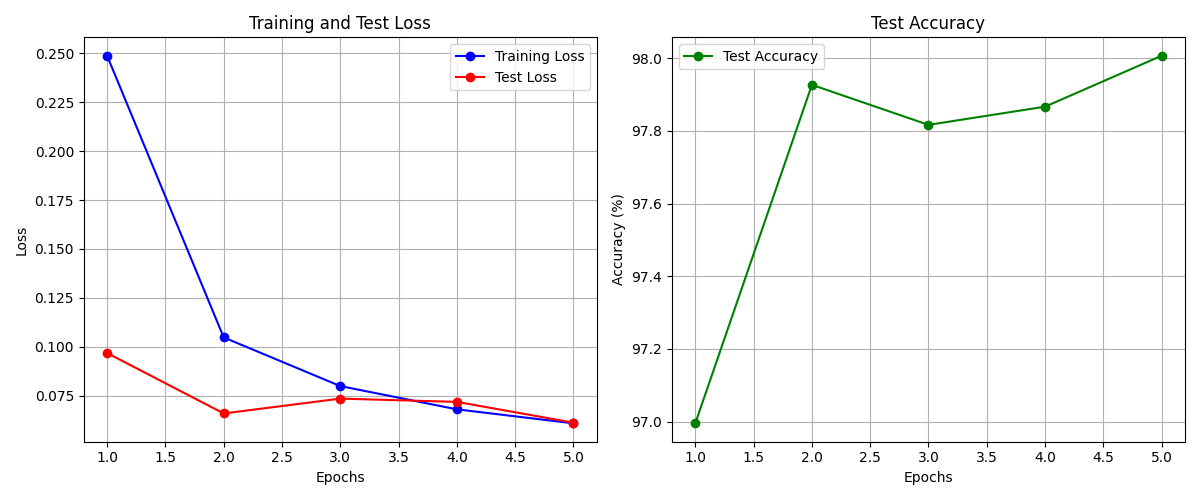 Training and Test Loss
0.250
0.225
0.200
0.175
0.150
0.125
0.100
0.075
Loss
Training Loss
Test Loss
1.0 1.5 2.0 2.5 3.0 3.5 4.0 4.5 5.0
Epochs
Test Accuracy
98.0
97.8
97.6
97.4
97.2
97.0
Accuracy (%)
Test Accuracy
1.0 1.5 2.0 2.5 3.0 3.5 4.0 4.5 5.0
Epochs